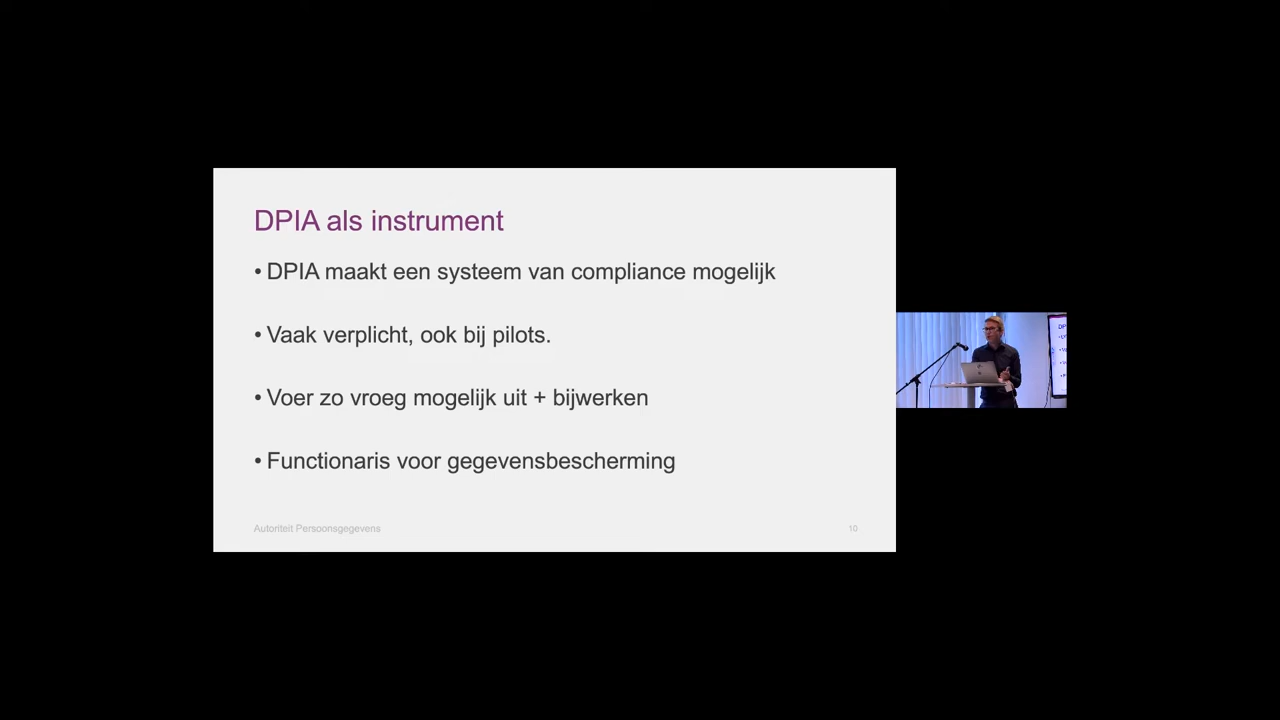 DPIA als instrument
• DPIA maakt een systeem van compliance mogelijk
• Vaak verplicht, ook bij pilots.
• Voer zo vroeg mogelijk uit + bijwerken
• Functionaris voor gegevensbescherming
Autoriteit Persoonsgegevens
10